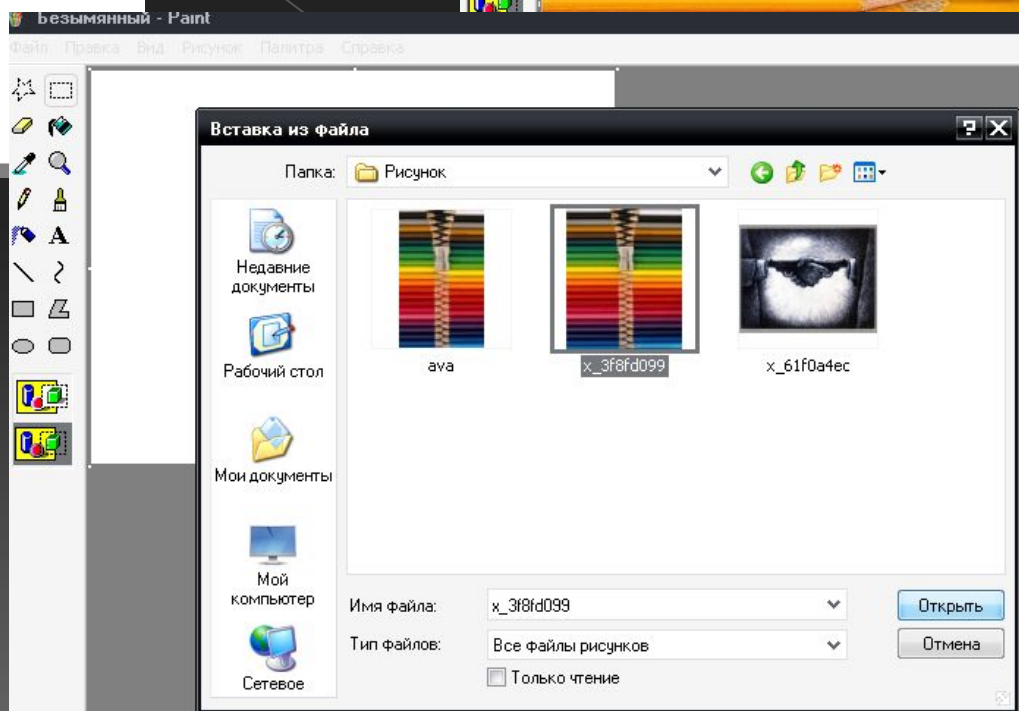 Безымянный - Paint
Файл Правка Вид Рисунок Палитра Справка
Вставка из файла
Папка: Рисунок
Недавние
документы
Рабочий стол
Мои документы
Мой
компьютер
Сетевое
ava
x_3f8fd099
x_61f0a4ec
A
Имя файла: x_3f8fd099
Открыть
Тип файлов: Все файлы рисунков
Отмена
Только чтение